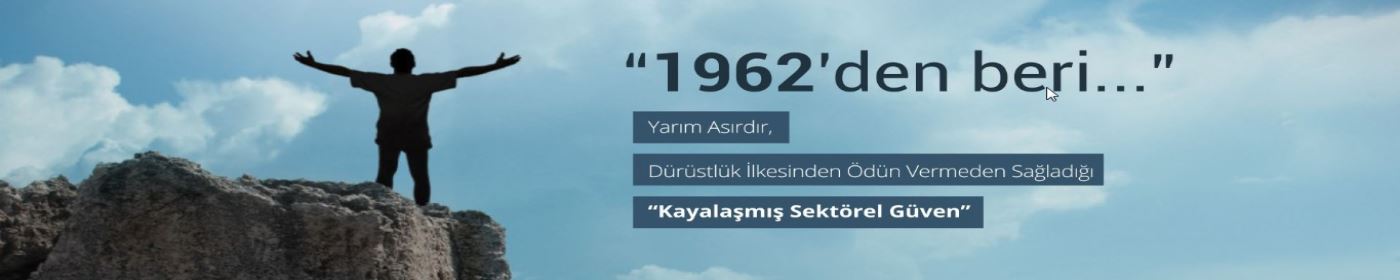 “1962’den beri...”
Yarım Asırdır,
Dürüstlük İlkesinden Ödün Vermeden Sağladığı
“Kayalaşmış Sektörel Güven”